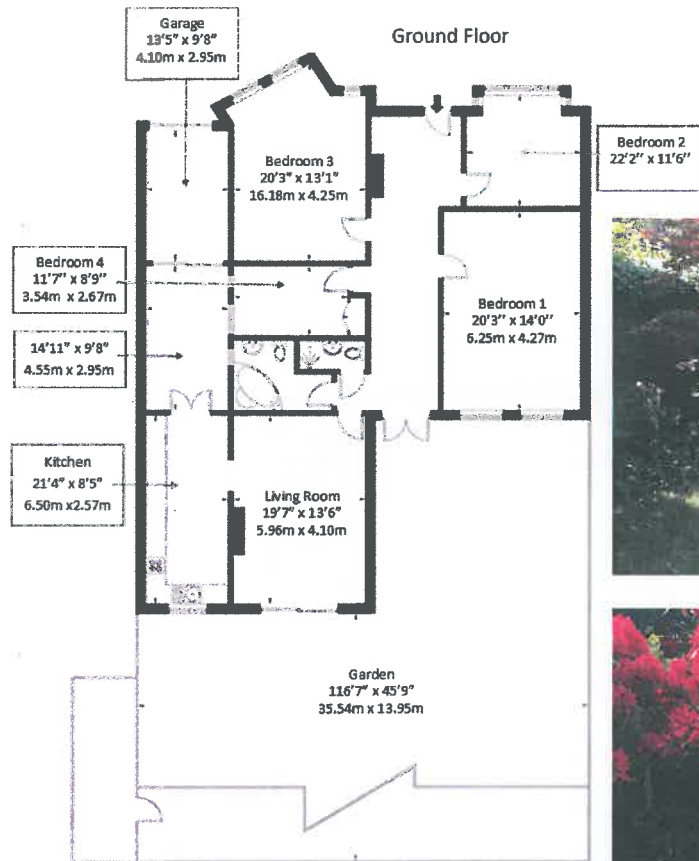 Garage
13'5" x 9'8"
4.10m x 2.95m
Ground Floor
Bedroom 3
20'3" x 13'1"
16.18m x 4.25m
Bedroom 2
22'2" x 11'6"
Bedroom 4
11'7" x 8'9"
3.54m x 2.67m
14'11" x 9'8"
4.55m x 2.95m
Bedroom 1
20'3" x 14'0"
6.25m x 4.27m
Kitchen
21'4" x 8'5"
6.50m x2.57m
Living Room
19'7" x 13'6"
5.96m x 4.10m
Garden
116'7" x 45'9"
35.54m x 13.95m